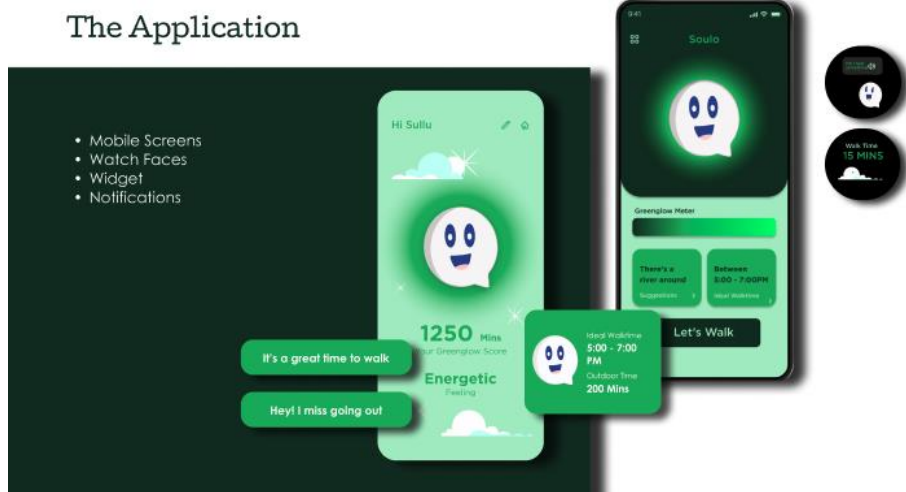 The Application
• Mobile Screens
• Watch Faces
• Widget
• Notifications
Hi Sullu
1250 Mins
our Greenglow Score
Energetic
Feeling
It's a great time to walk
Hey! I miss going out
Ideal Walktime
5:00 - 7:00
PM
Outdoor Time
200 Mins
9:41
Soulo
Greenglow Meter
There's a
river around
Suggestions
Between
5:00 - 7:00PM
Ideal Walktime
Let's Walk
Walk Time
15 MINS